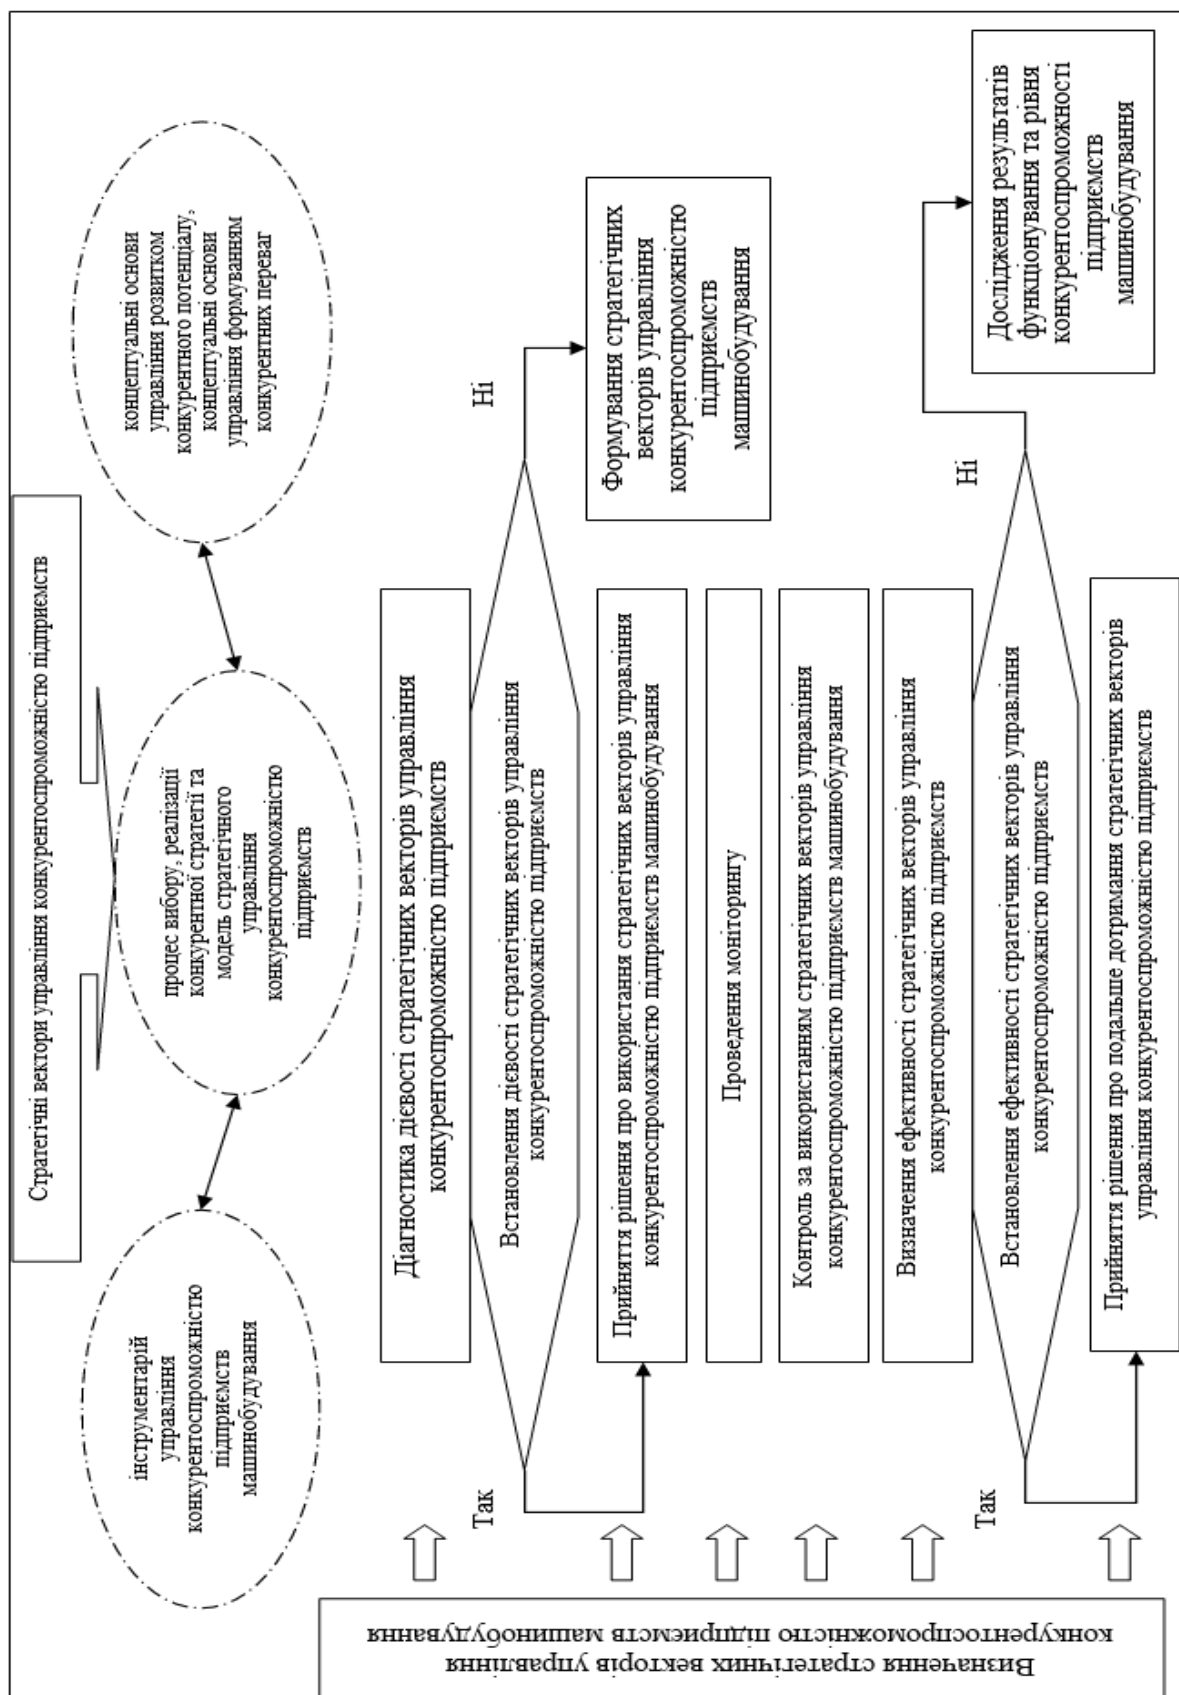 Стратегічні вектори управління конкурентоспроможністю підприємств
інструментарій
управління
конкурентоспроможністю
підприємств
машинобудування
процес вибору, реалізації
конкурентної стратегії та
модель стратегічного
управління
конкурентоспроможністю
підприємств
концептуальні основи
управління розвитком
конкурентного потенціалу,
концептуальні основи
управління формуванням
конкурентних переваг
Визначення стратегічних векторів управління
конкурентоспроможністю підприємств машинобудування
Діагностика дієвості стратегічних векторів управління
конкурентоспроможністю підприємств
Так
Встановлення дієвості стратегічних векторів управління
конкурентоспроможністю підприємств
Ні
Формування стратегічних
векторів управління
конкурентоспроможністю
підприємств
машинобудування
Прийняття рішення про використання стратегічних векторів управління
конкурентоспроможністю підприємств машинобудування
Проведення моніторингу
Контроль за використанням стратегічних векторів управління
конкурентоспроможністю підприємств машинобудування
Визначення ефективності стратегічних векторів управління
конкурентоспроможністю підприємств
Так
Встановлення ефективності стратегічних векторів управління
конкурентоспроможністю підприємств
Ні
Дослідження результатів
функціонування та рівня
конкурентоспроможності
підприємств
машинобудування
Прийняття рішення про подальше дотримання стратегічних векторів
управління конкурентоспроможністю підприємств